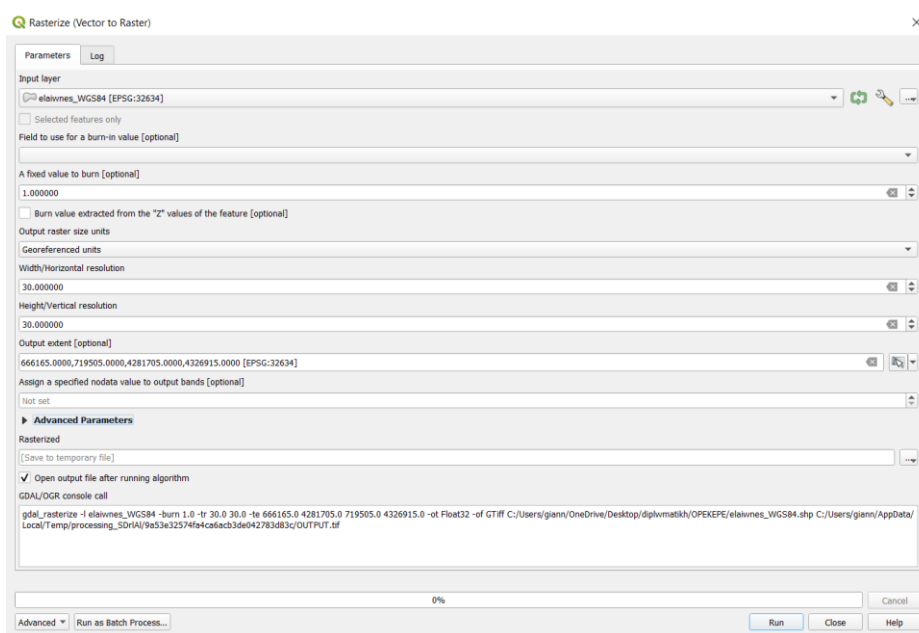 Rasterize (Vector to Raster)
Parameters Log
Input layer
elaiwnes_WGS84 [EPSG:32634]
Selected features only
Field to use for a burn-in value [optional]
A fixed value to burn [optional]
1.000000
Burn value extracted from the "Z" values of the feature [optional]
Output raster size units
Georeferenced units
Width/Horizontal resolution
30.000000
Height/Vertical resolution
30.000000
Output extent [optional]
666165.0000,719505.0000,4281705.0000,4326915.0000 [EPSG:32634]
Assign a specified nodata value to output bands [optional]
Not set
Advanced Parameters
Rasterized
[Save to temporary file]
Open output file after running algorithm
GDAL/OGR console call
gdal_rasterize -l elaiwnes_WGS84 -burn 1.0 -tr 30.0 30.0 -te 666165.0 4281705.0 719505.0 4326915.0 -ot Float32 -of GTiff C:/Users/giann/OneDrive/Desktop/diplwmatikh/OPEKEPE/elaiwnes_WGS84.shp C:/Users/giann/AppData/
Local/Temp/processing_SDrlAl/9a53e32574fa4ca6acb3de042783d83c/OUTPUT.tif
0%
Cancel
Advanced Run as Batch Process... Run Close Help